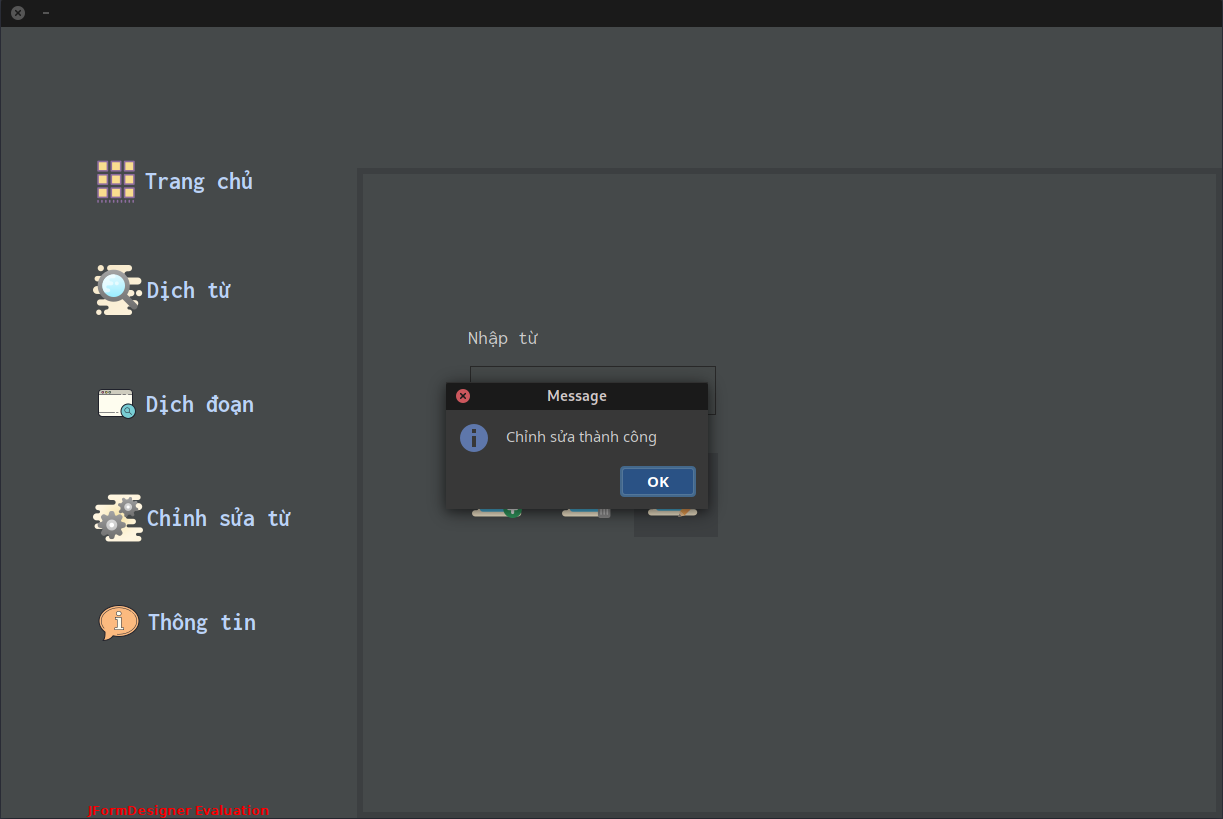 Trang chủ
Dịch từ
Dịch đoạn
Chỉnh sửa từ
Thông tin
Nhập từ
Message
Chỉnh sửa thành công
OK
JFormDesigner Evaluation